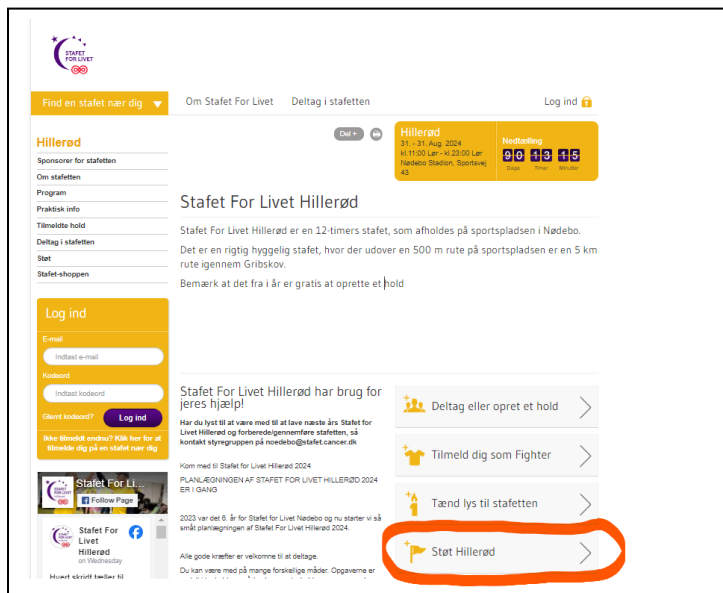 STAFET
FOR LIVET
Find en stafet nær dig
Om Stafet For Livet
Deltag i stafetten
Log ind
Hillerød
Sponsorer for stafetten
Om stafetten
Program
Praktisk info
Tilmeldte hold
Deltag i stafetten
Støt
Stafet-shoppen
Del +
Hillerød
31. - 31. Aug. 2024
kl.11:00 Lør - kl.23:00 Lør
Nødebo Stadion, Sportsvej
43
Nedtælling
90 13 15
Dage Timer Minutter
Stafet For Livet Hillerød
Stafet For Livet Hillerød er en 12-timers stafet, som afholdes på sportspladsen i Nødebo.
Det er en rigtig hyggelig stafet, hvor der udover en 500 m rute på sportspladsen er en 5 km
rute igennem Gribskov.
Bemærk at det fra i år er gratis at oprette et hold
Log ind
E-mail
Indtast e-mail
Kodeord
Indtast kodeord
Glemt kodeord?
Log ind
Ikke tilmeldt endnu? Klik her for at
tilmelde dig på en stafet nær dig
Stafet For Li...
Follow Page
Stafet For
Livet
Hillerød
on Wednesday
Hvert skridt tæller til
Stafet For Livet Hillerød har brug for
jeres hjælp!
Har du lyst til at være med til at lave næste års Stafet for
Livet Hillerød og forberede/gennemføre stafetten, så
kontakt styregruppen på noedebo@stafet.cancer.dk
Kom med til Stafet for Livet Hillerød 2024
PLANLÆGNINGEN AF STAFET FOR LIVET HILLERØD 2024
ER I GANG
2023 var det 6. år for Stafet for Livet Nødebo og nu starter vi så
småt planlægningen af Stafet For Livet Hillerød 2024.
Alle gode kræfter er velkomne til at deltage.
Du kan være med på mange forskellige måder. Opgaverne er
Deltag eller opret et hold
Tilmeld dig som Fighter
Tænd lys til stafetten
Støt Hillerød